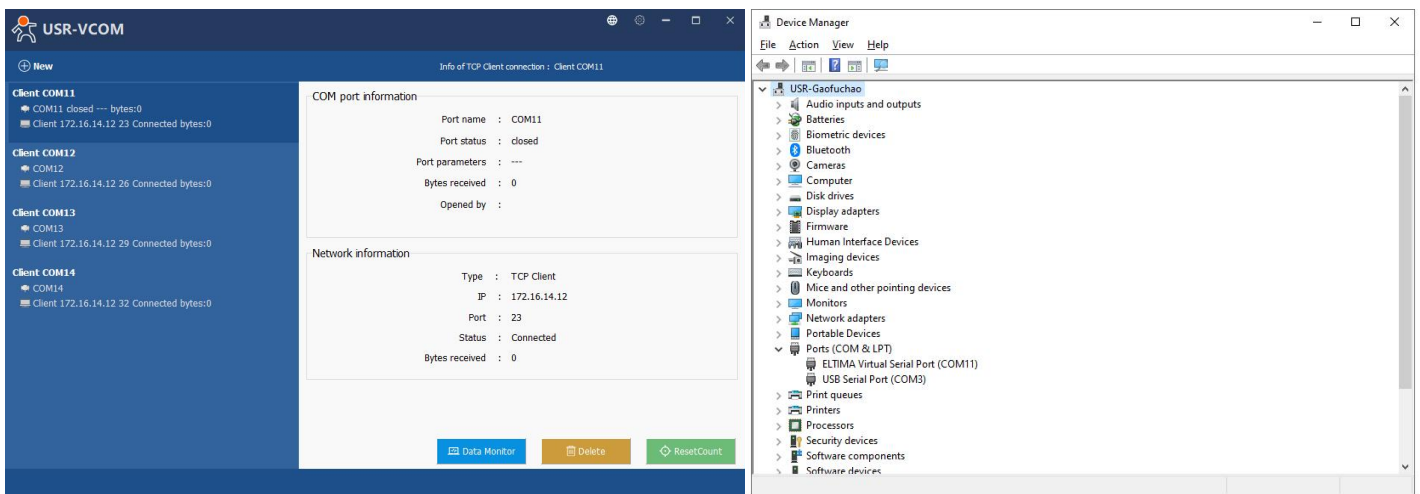 USR-VCOM
New
Info of TCP Client connection : Client COM11
Client COM11
COM11 closed --- bytes:0
Client 172.16.14.12 23 Connected bytes:0
Client COM12
COM12
Client 172.16.14.12 26 Connected bytes:0
Client COM13
COM13
Client 172.16.14.12 29 Connected bytes:0
Client COM14
COM14
Client 172.16.14.12 32 Connected bytes:0
COM port information
Port name : COM11
Port status : closed
Port parameters : ---
Bytes received : 0
Opened by :
Network information
Type : TCP Client
IP : 172.16.14.12
Port : 23
Status : Connected
Bytes received : 0
Data Monitor
Delete
ResetCount
Device Manager
File Action View Help
USR-Gaofuchao
Audio inputs and outputs
Batteries
Biometric devices
Bluetooth
Cameras
Computer
Disk drives
Display adapters
Firmware
Human Interface Devices
Imaging devices
Keyboards
Mice and other pointing devices
Monitors
Network adapters
Portable Devices
Ports (COM & LPT)
ELTIMA Virtual Serial Port (COM11)
USB Serial Port (COM3)
Print queues
Printers
Processors
Security devices
Software components
Software devices